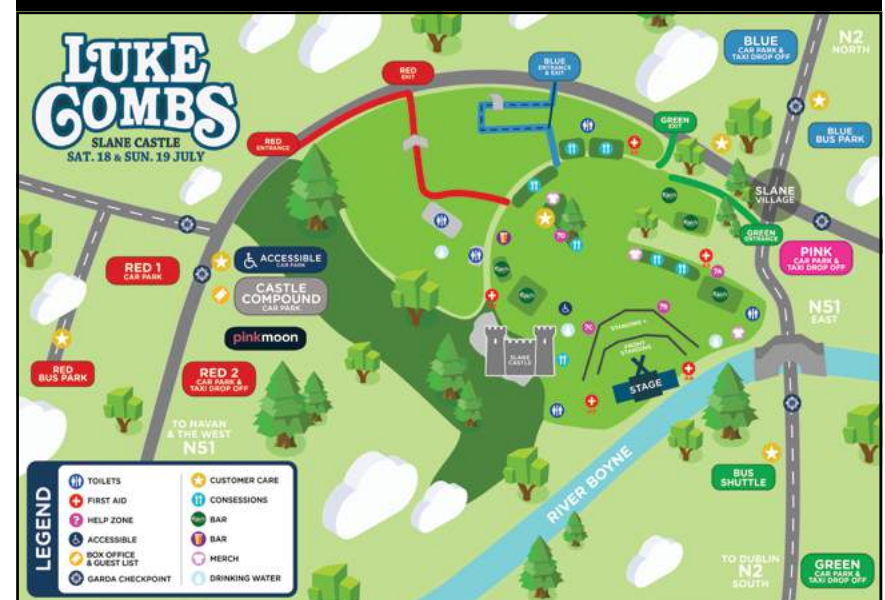 LUKE
COMBS
SLANE CASTLE
SAT. 18 & SUN. 19 JULY
BLUE
CAR PARK &
TAXI DROP OFF
N2
NORTH
BLUE
ENTRANCE
& EXIT
RED
EXIT
RED
ENTRANCE
GREEN
EXIT
BLUE
BUS PARK
SLANE
VILLAGE
GREEN
ENTRANCE
PINK
CAR PARK &
TAXI DROP OFF
RED 1
CAR PARK
ACCESSIBLE
CAR PARK
CASTLE
COMPOUND
CAR PARK
pinkmoon
N51
EAST
STANDING 1
FRONT
STANDING
STAGE
SLANE
CASTLE
RED
BUS PARK
RED 2
CAR PARK &
TAXI DROP OFF
TO NAVAN
& THE WEST
N51
RIVER BOYNE
BUS
SHUTTLE
TO DUBLIN
N2
SOUTH
GREEN
CAR PARK &
TAXI DROP OFF
LEGEND
TOILETS
FIRST AID
HELP ZONE
ACCESSIBLE
BOX OFFICE
& GUEST LIST
GARDA CHECKPOINT
CUSTOMER CARE
CONSESSIONS
BAR
BAR
MERCH
DRINKING WATER